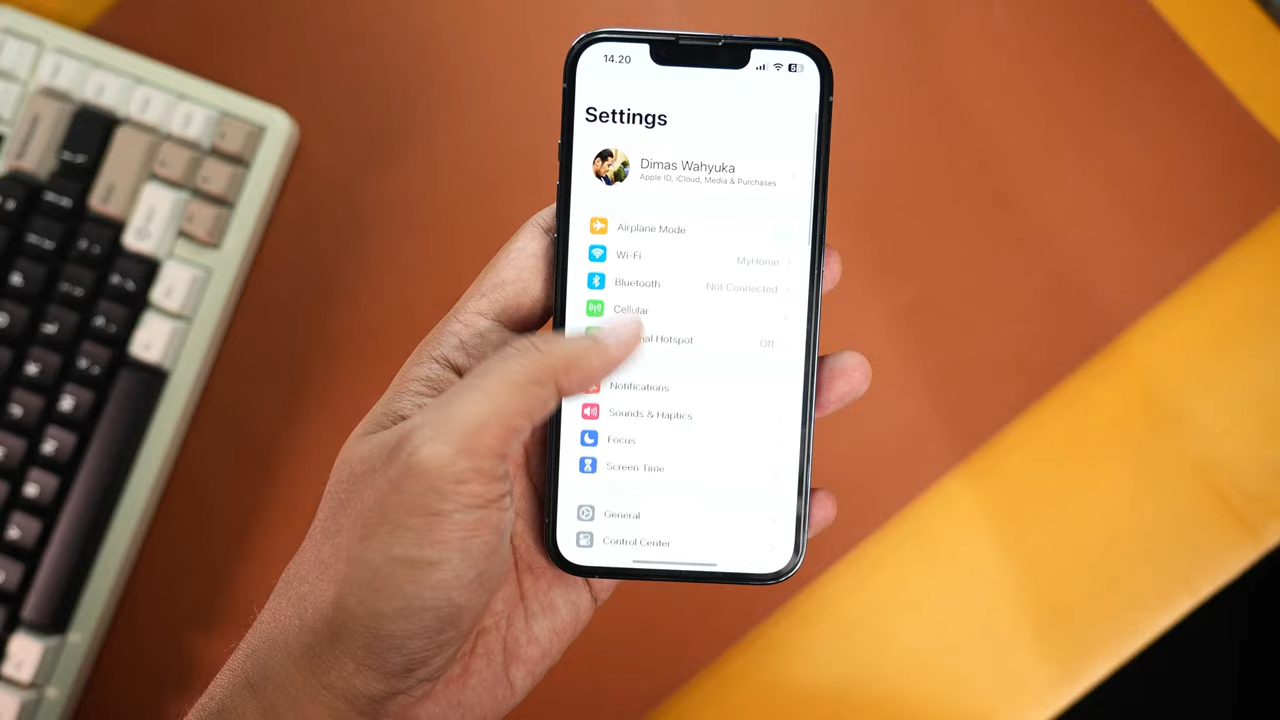 14.20
Settings
Dimas Wahyuka
Apple ID, iCloud, Media & Purchases
Airplane Mode
Wi-Fi MyHome
Bluetooth Not Connected
Cellular
nal Hotspot Off
Notifications
Sounds & Haptics
Focus
Screen Time
General
Control Center